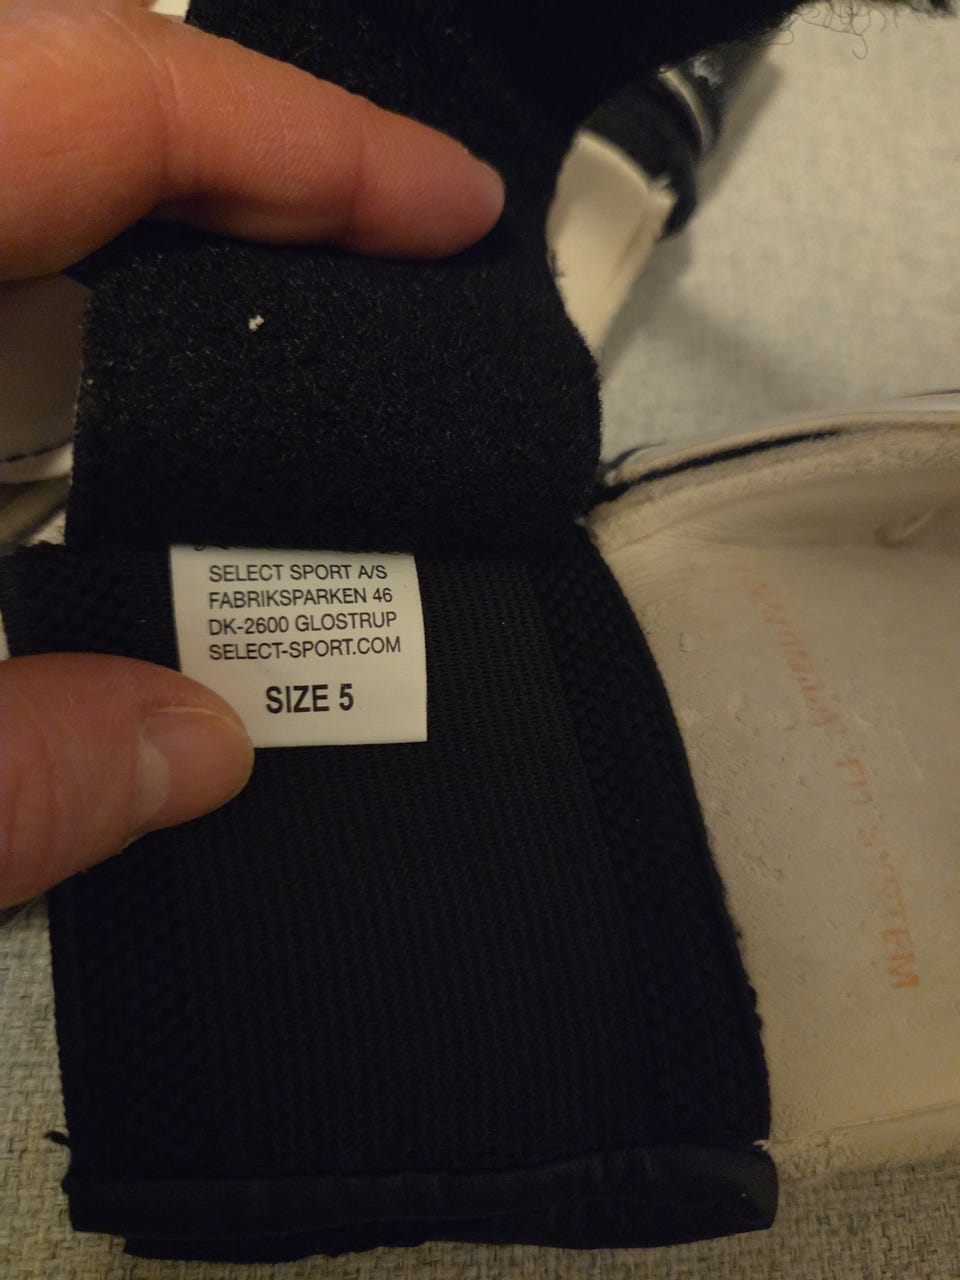 SELECT SPORT A/S
FABRIKSPARKEN 46
DK-2600 GLOSTRUP
SELECT-SPORT.COM
SIZE 5